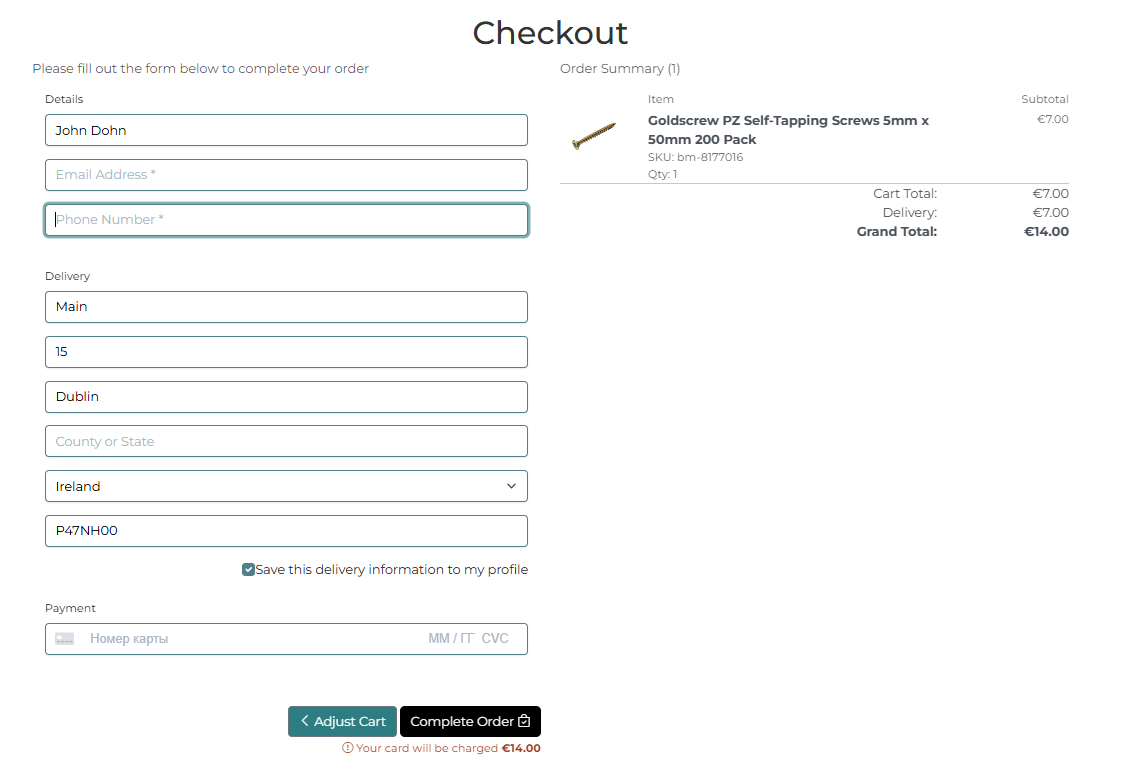 Checkout
Please fill out the form below to complete your order
Details
John Dohn
Email Address *
Phone Number *
Delivery
Main
15
Dublin
County or State
Ireland
P47NH00
Save this delivery information to my profile
Payment
Номер карты ММ / ГГ CVC
Adjust Cart
Complete Order
Your card will be charged €14.00
Order Summary (1)
Item Subtotal
Goldscrew PZ Self-Tapping Screws 5mm x €7.00
50mm 200 Pack
SKU: bm-8177016
Qty: 1
Cart Total: €7.00
Delivery: €7.00
Grand Total: €14.00